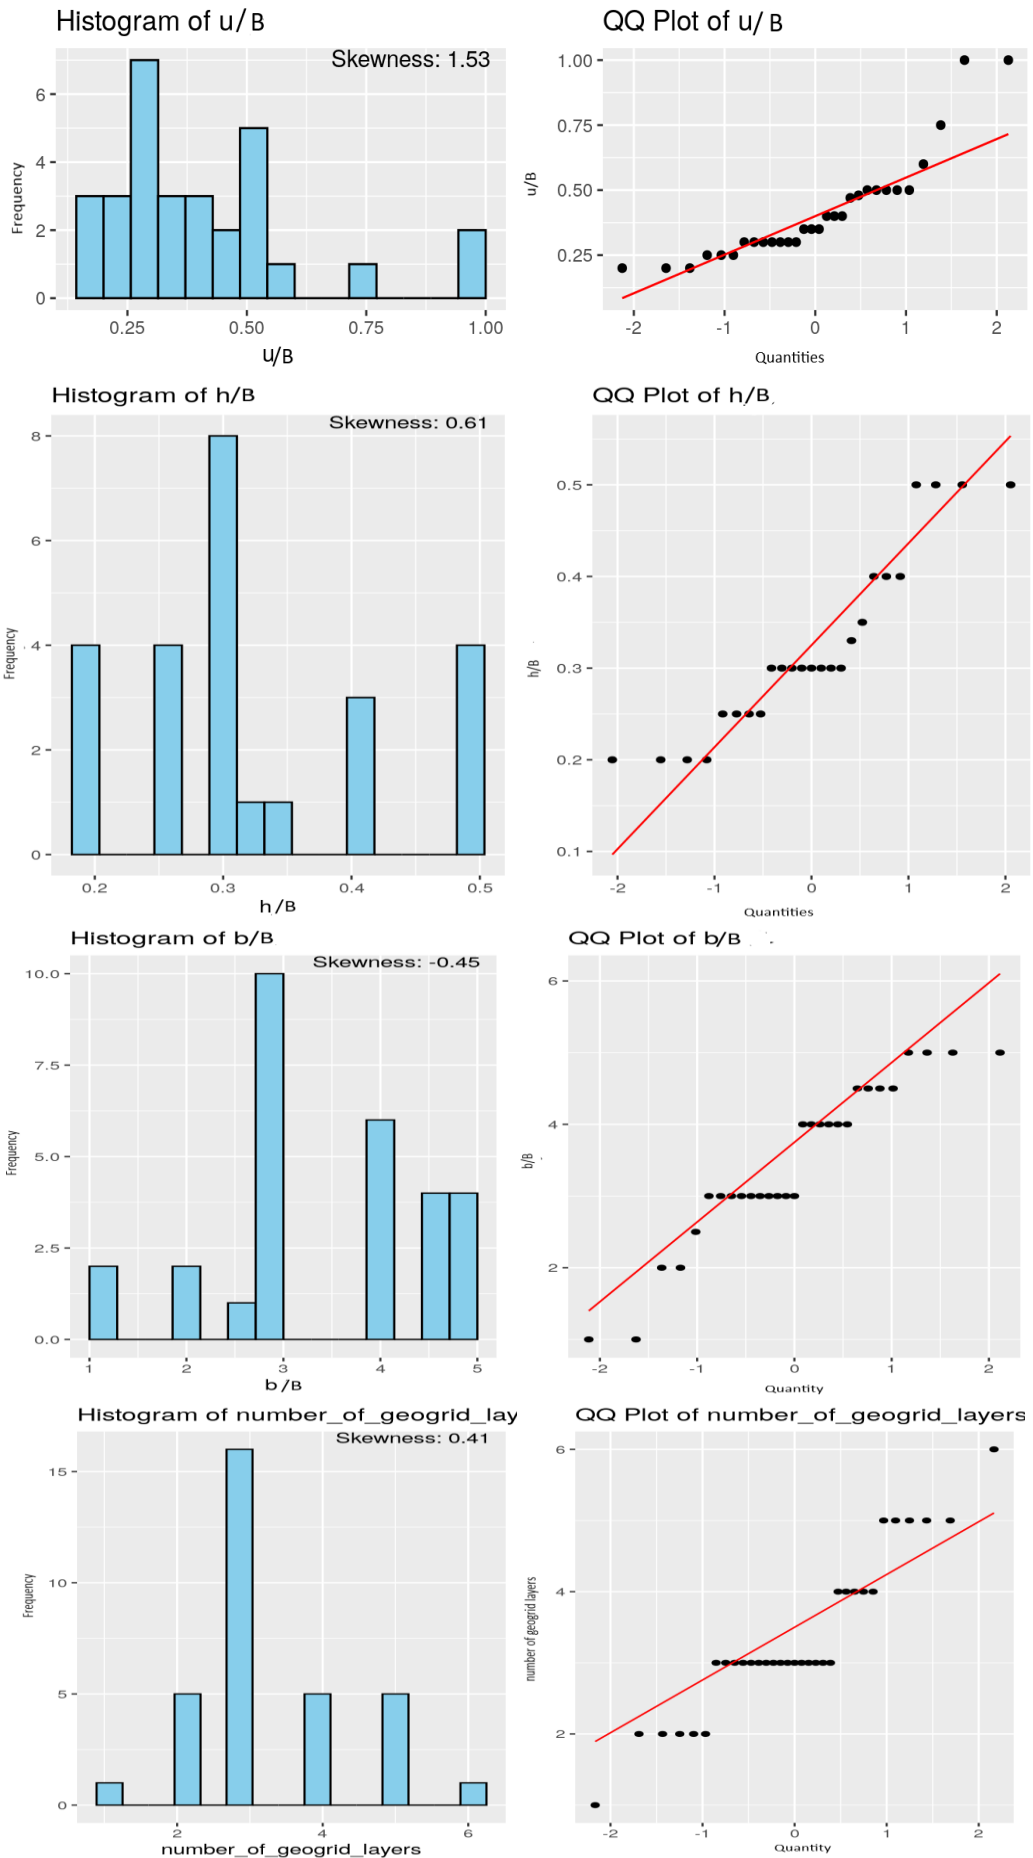 Histogram of u/B
QQ Plot of u/B
Skewness: 1.53
Frequency
6
4
2
0
0.25
0.50
0.75
1.00
u/B
u/B
1.00
0.75
0.50
0.25
-2
-1
0
1
2
Quantities
Histogram of h/B
QQ Plot of h/B
Skewness: 0.61
Frequency
8
6
4
2
0
0.2
0.3
0.4
0.5
h/B
h/B
0.5
0.4
0.3
0.2
0.1
-2
-1
0
1
2
Quantities
Histogram of b/B
QQ Plot of b/B
Skewness: -0.45
Frequency
10.0
7.5
5.0
2.5
0.0
1
2
3
4
5
b/B
b/B
6
4
2
-2
-1
0
1
2
Quantity
Histogram of number_of_geogrid_lay
QQ Plot of number_of_geogrid_layers
Skewness: 0.41
Frequency
15
10
5
0
2
4
6
number_of_geogrid_layers
number of geogrid layers
6
4
2
-2
-1
0
1
2
Quantity